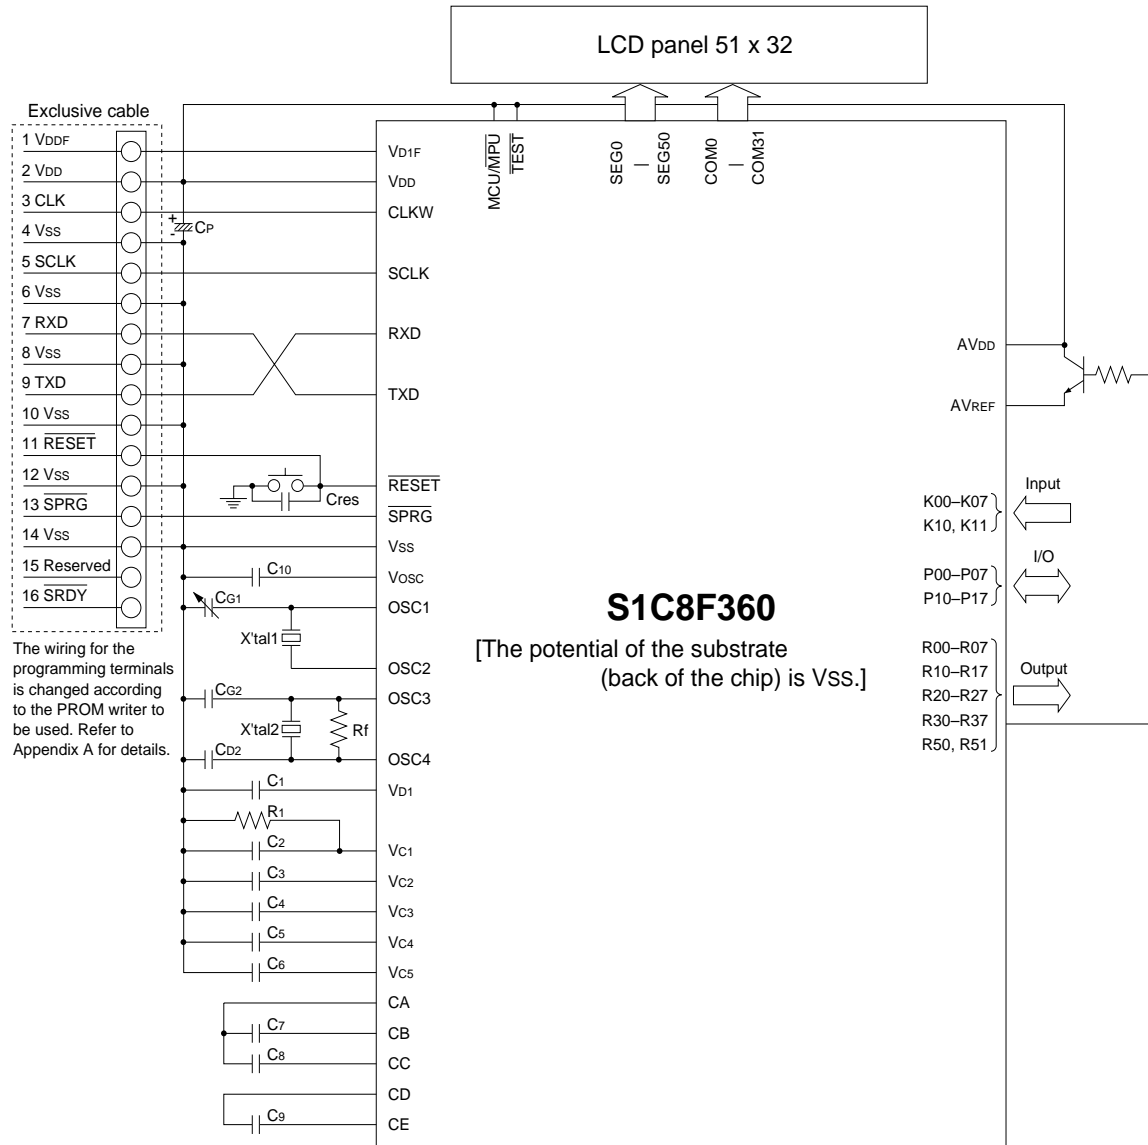 LCD panel 51 x 32
Exclusive cable
1 VDDF
2 VDD
3 CLK
4 VSS
5 SCLK
6 VSS
7 RXD
8 VSS
9 TXD
10 VSS
11 RESET
12 VSS
13 SPRG
14 VSS
15 Reserved
16 SRDY
The wiring for the
programming terminals
is changed according
to the PROM writer to
be used. Refer to
Appendix A for details.
+
-
CP
Cres
C10
CG1
X'tal1
CG2
X'tal2
Rf
CD2
C1
R1
C2
C3
C4
C5
C6
C7
C8
C9
MCU/MPU
TEST
SEG0
|
SEG50
COM0
|
COM31
VD1F
VDD
CLKW
SCLK
RXD
TXD
RESET
SPRG
VSS
VOSC
OSC1
OSC2
OSC3
OSC4
VD1
VC1
VC2
VC3
VC4
VC5
CA
CB
CC
CD
CE
S1C8F360
[The potential of the substrate
(back of the chip) is VSS.]
AVDD
AVREF
K00–K07
K10, K11
Input
P00–P07
P10–P17
I/O
R00–R07
R10–R17
R20–R27
R30–R37
R50, R51
Output